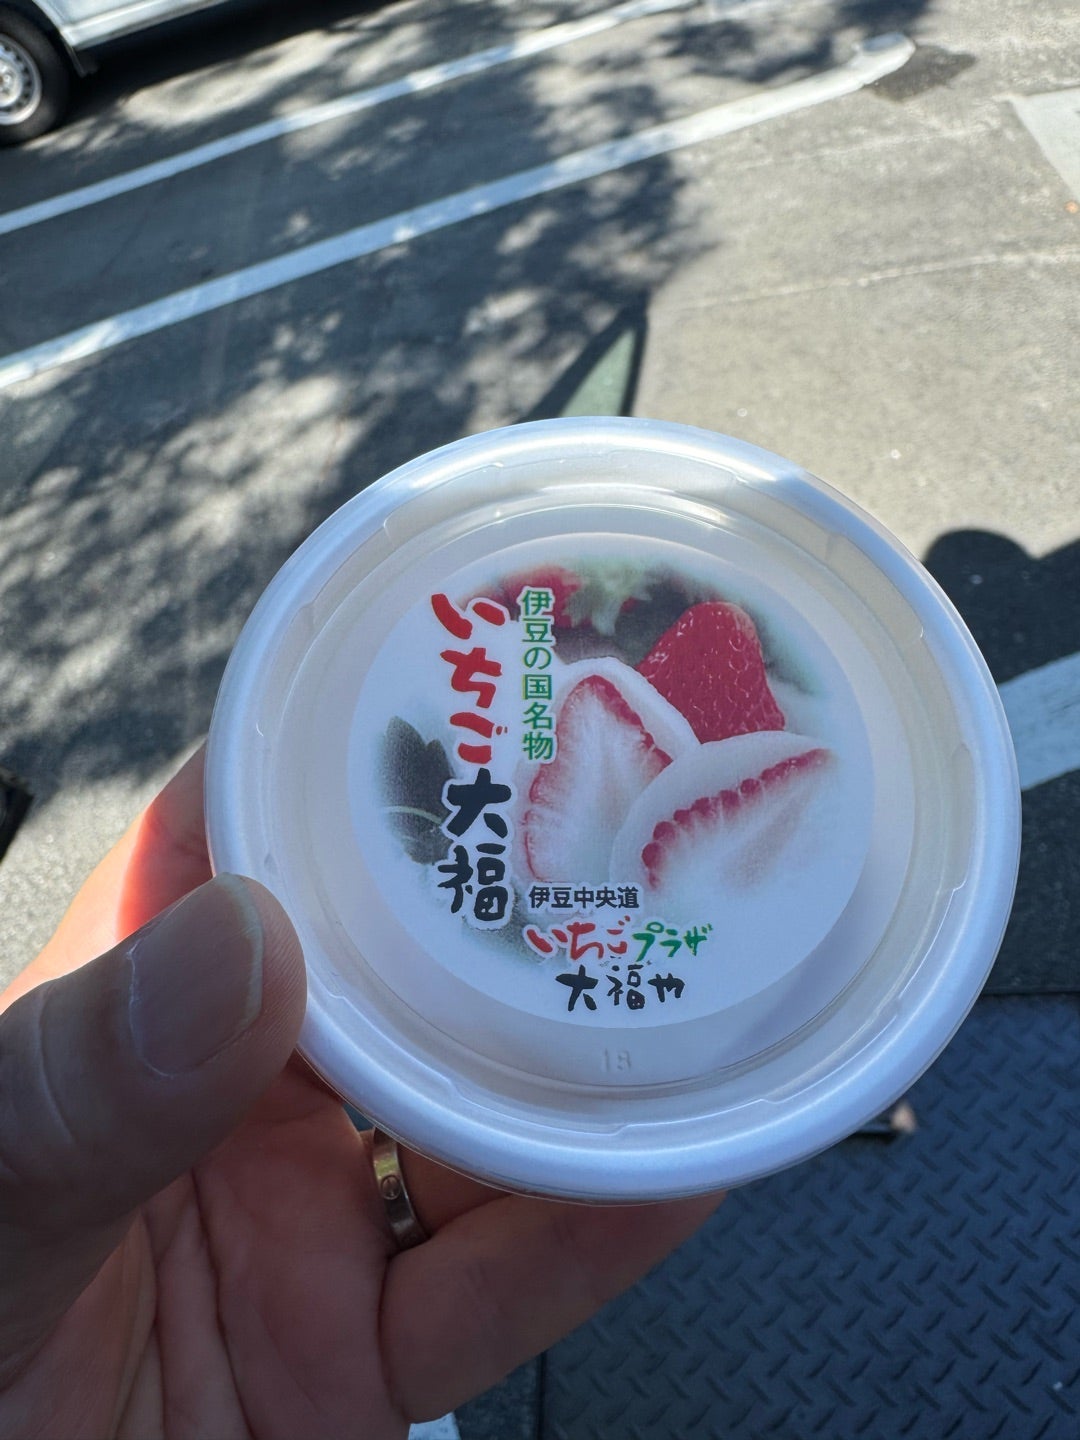 伊豆の国名物
いちご大福
伊豆中央道
いちごプラザ
大福や
18